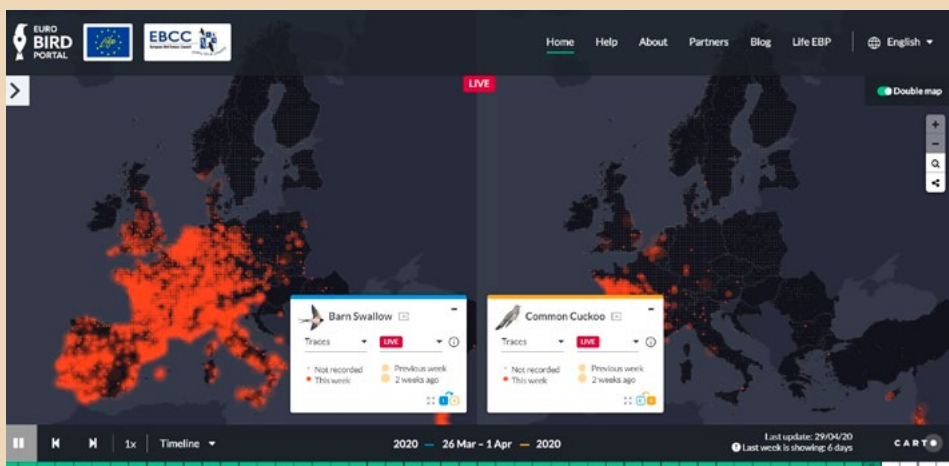 EURO
BIRD
PORTAL
EBCC
Home Help About Partners Blog Life EBP English
LIVE
Double map
Barn Swallow
Traces LIVE
Not recorded Previous week
This week 2 weeks ago
Common Cuckoo
Traces LIVE
Not recorded Previous week
This week 2 weeks ago
1x Timeline 2020 — 26 Mar – 1 Apr — 2020
Last update: 29/04/20
Last week is showing: 6 days
CARTO